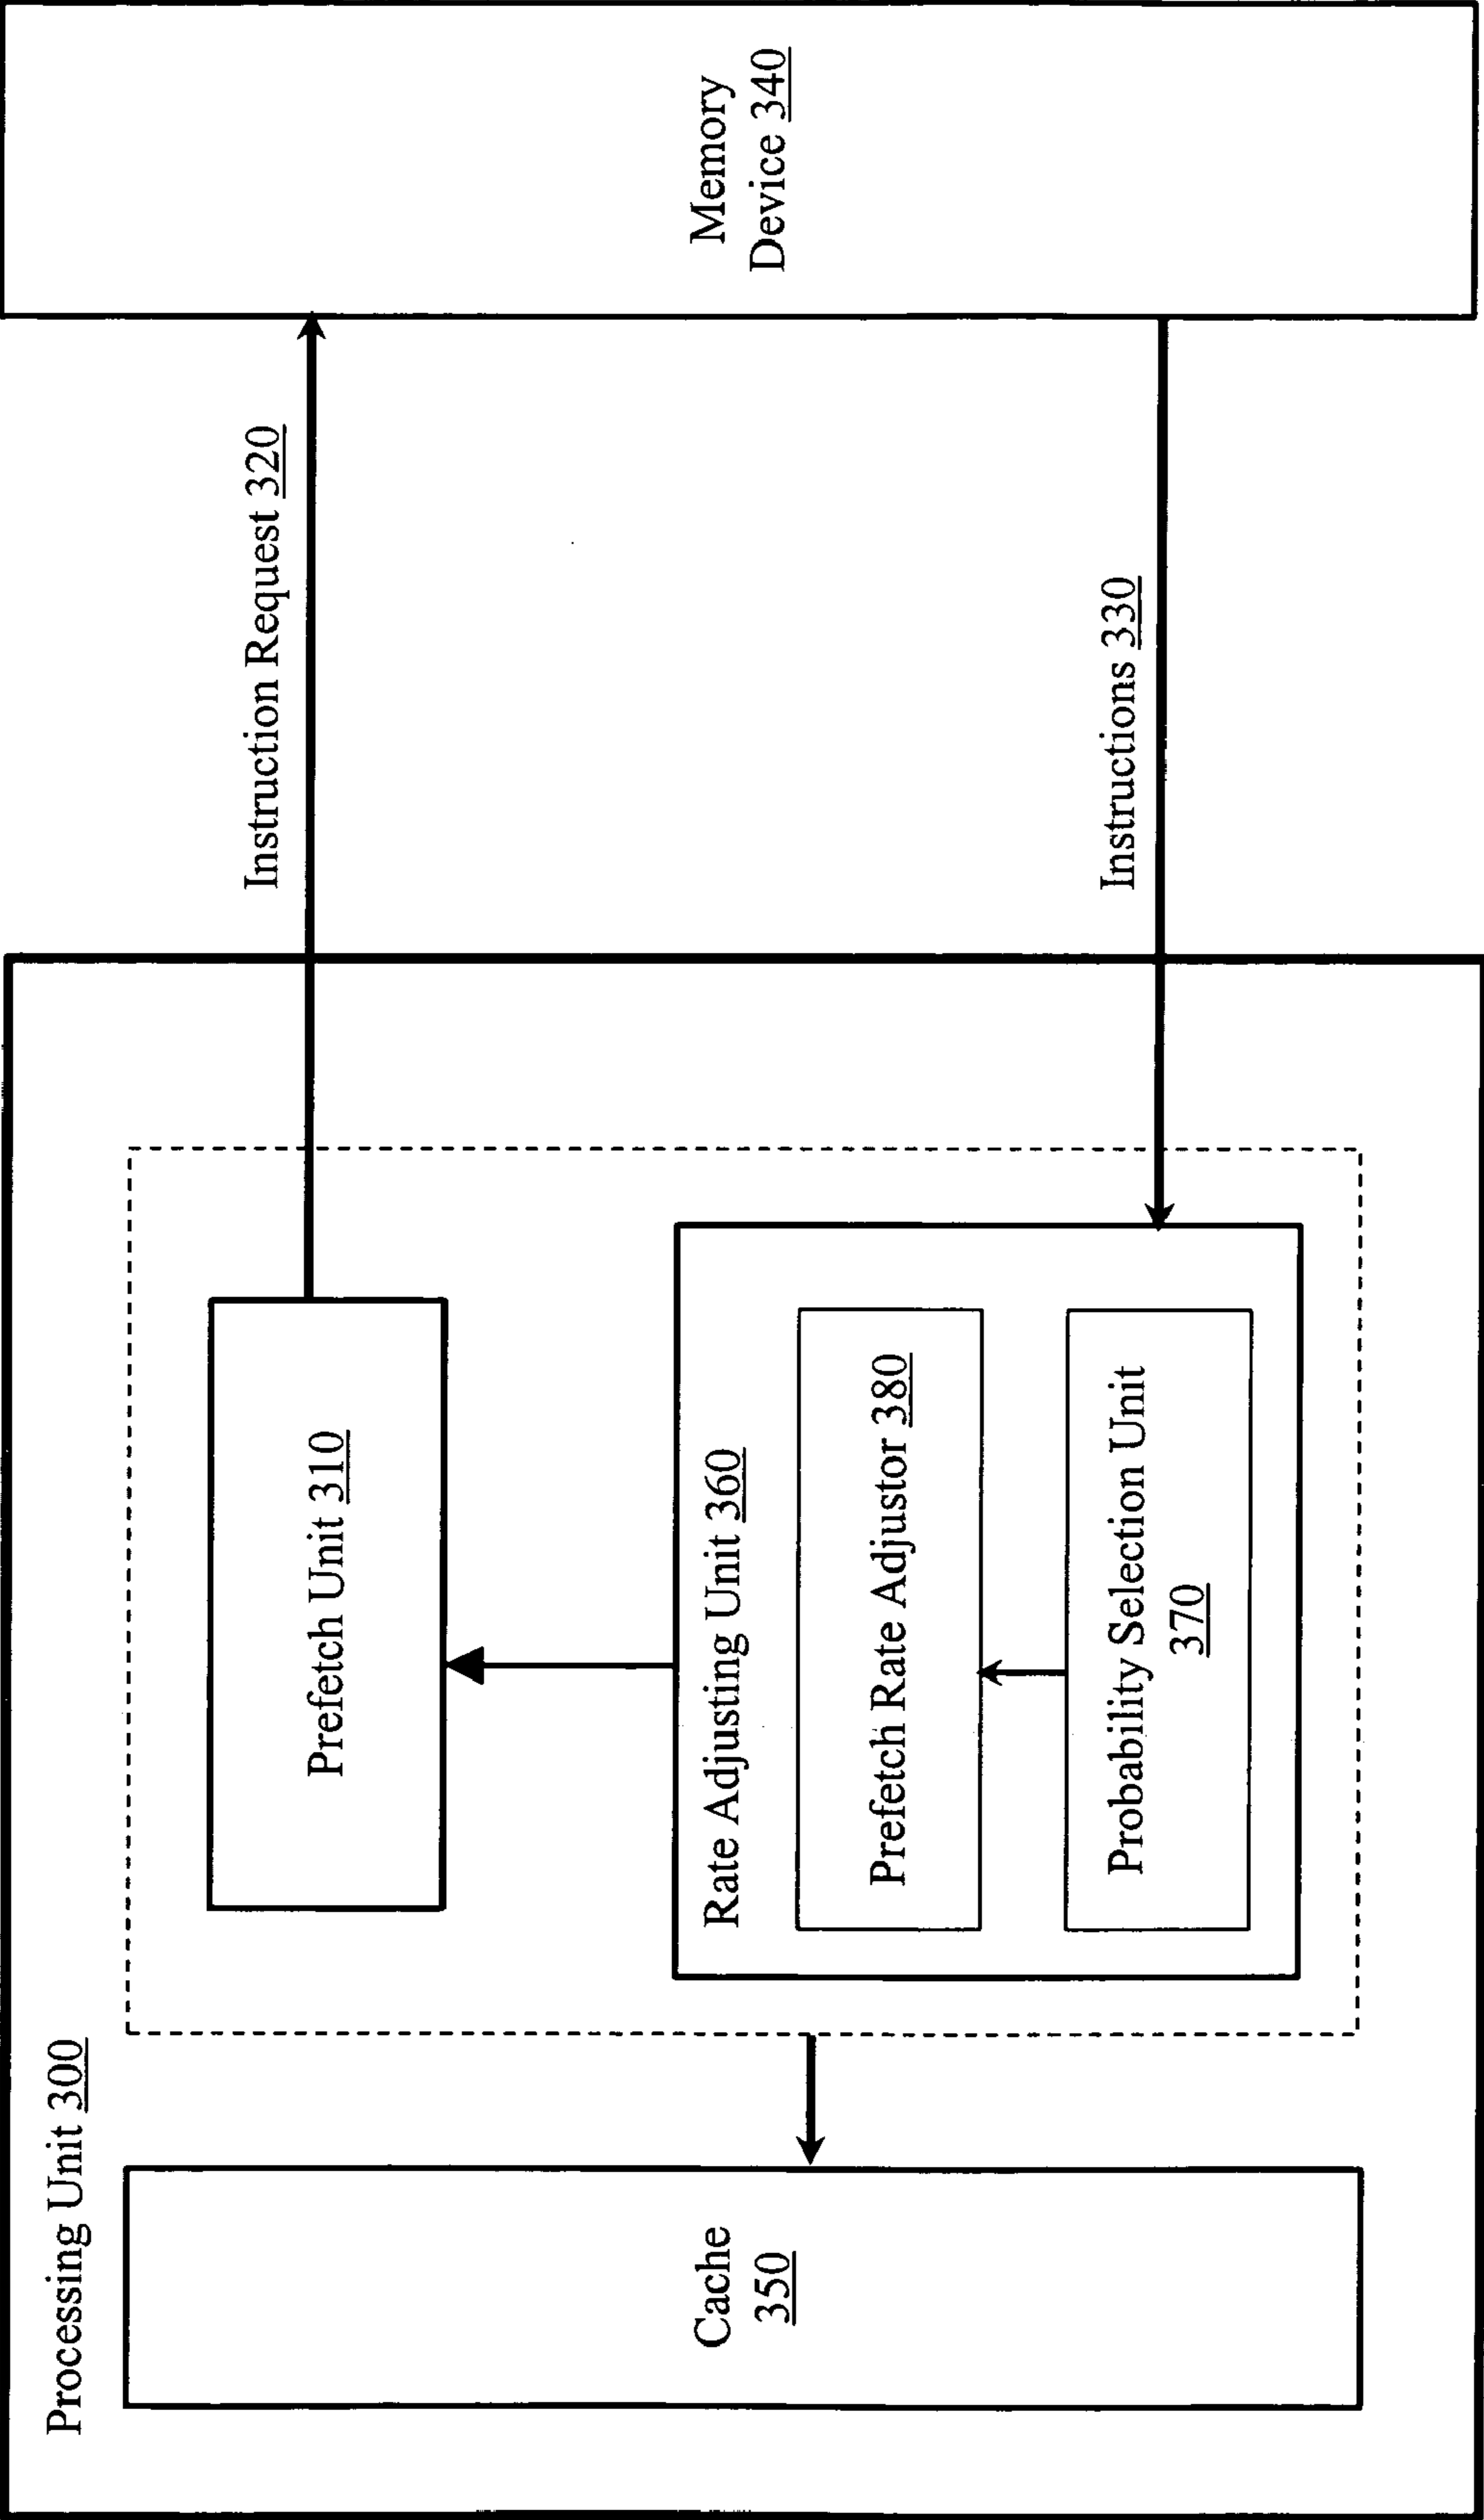 Processing Unit 300
Cache
350
Prefetch Unit 310
Rate Adjusting Unit 360
Prefetch Rate Adjustor 380
Probability Selection Unit
370
Instruction Request 320
Instructions 330
Memory
Device 340